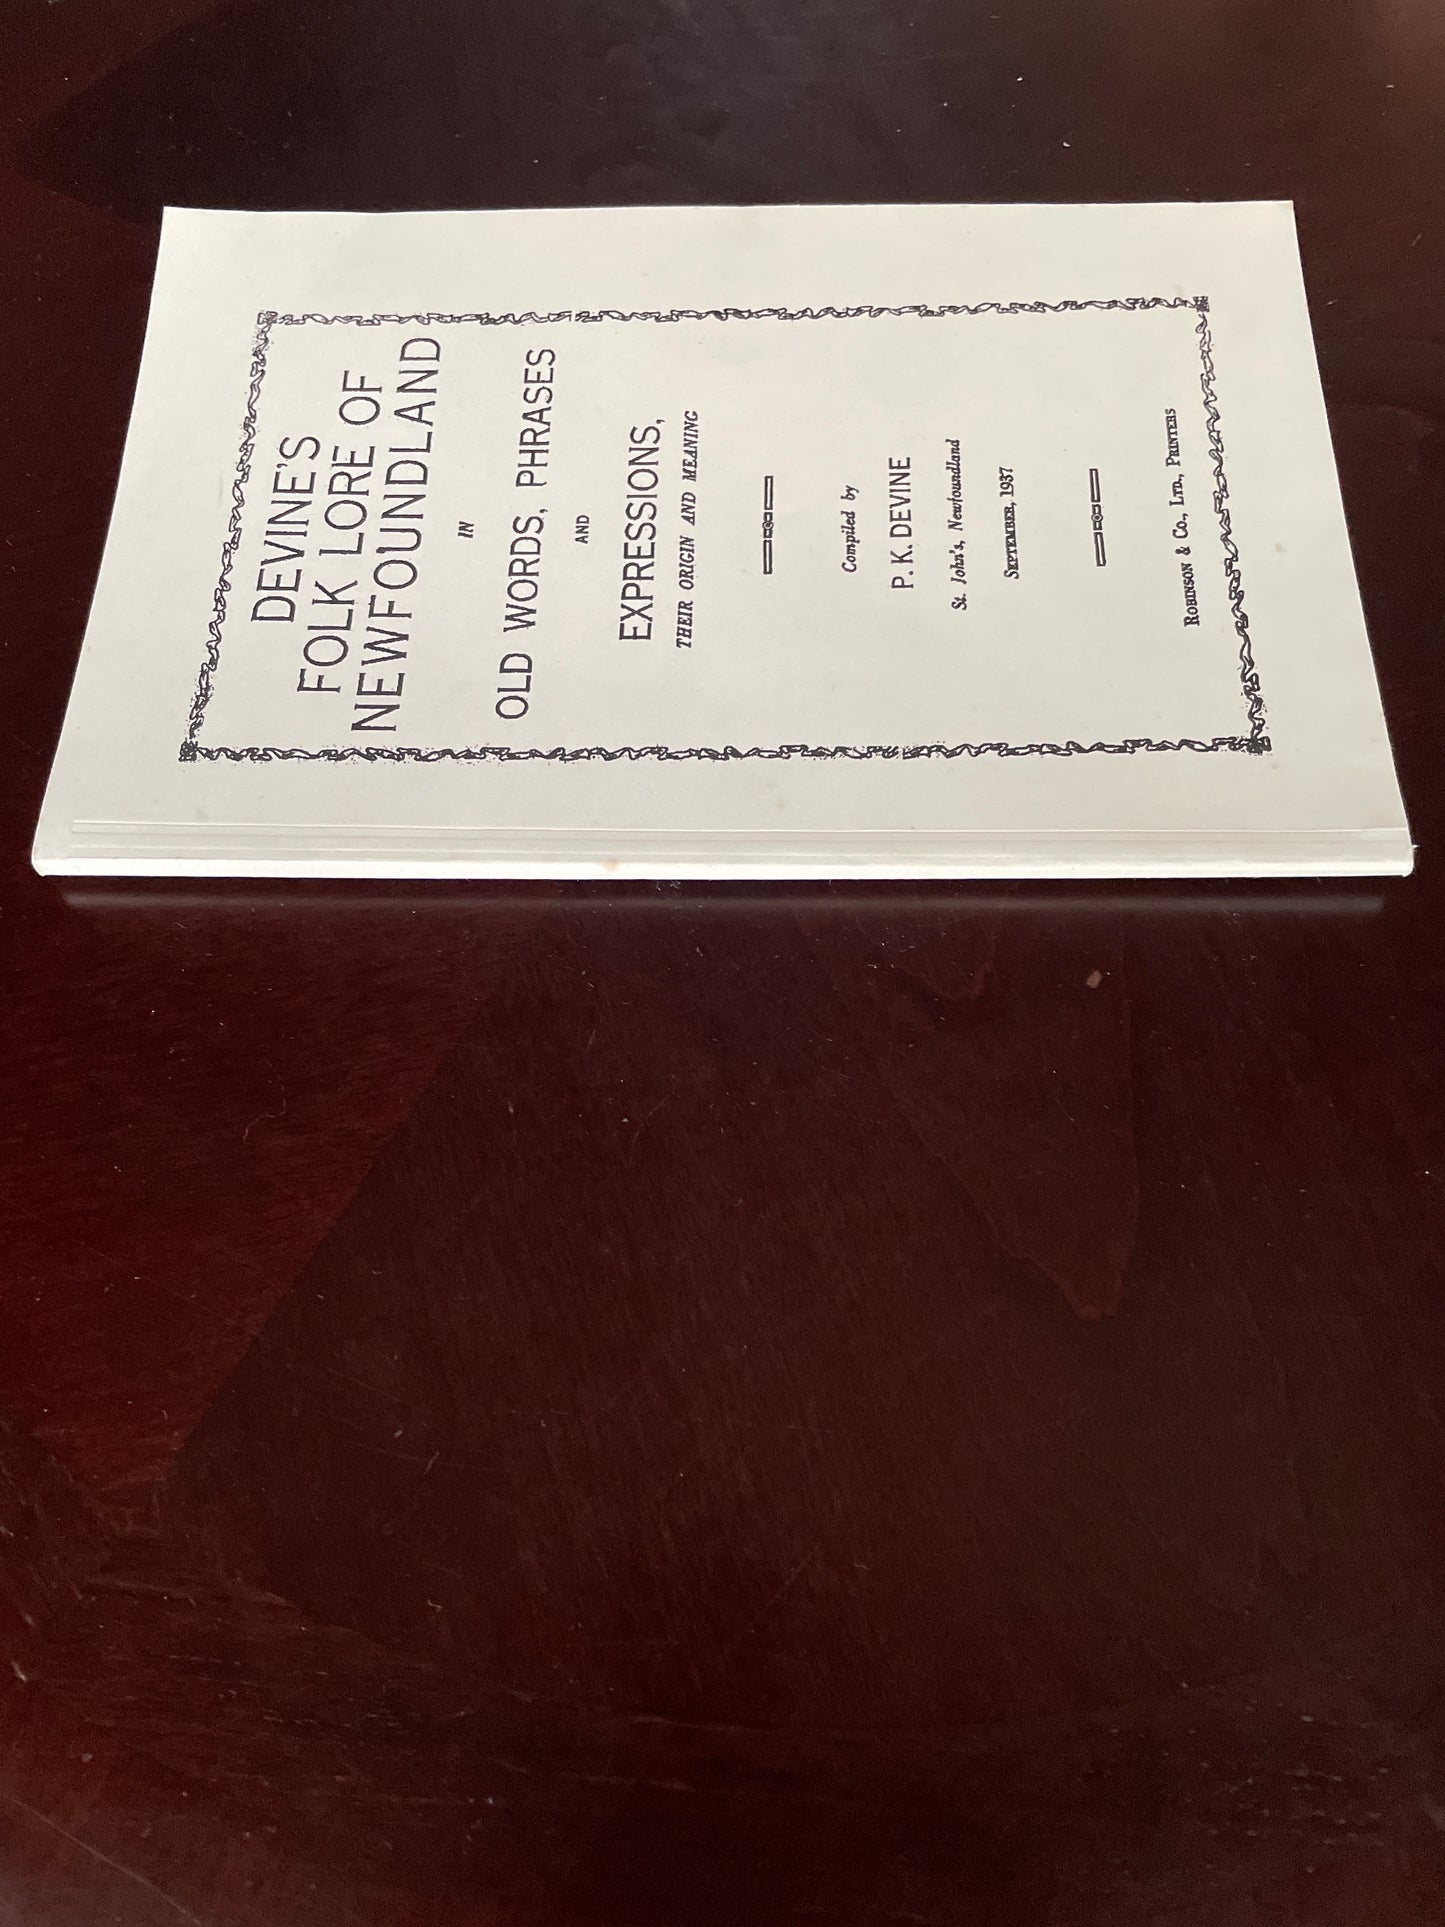 DEVINE'S
FOLK LORE OF
NEWFOUNDLAND
IN
OLD WORDS, PHRASES
AND
EXPRESSIONS,
THEIR ORIGIN AND MEANING
Compiled by
P. K. DEVINE
St. John's, Newfoundland
SEPTEMBER, 1937
ROBINSON & CO., LTD., PRINTERS